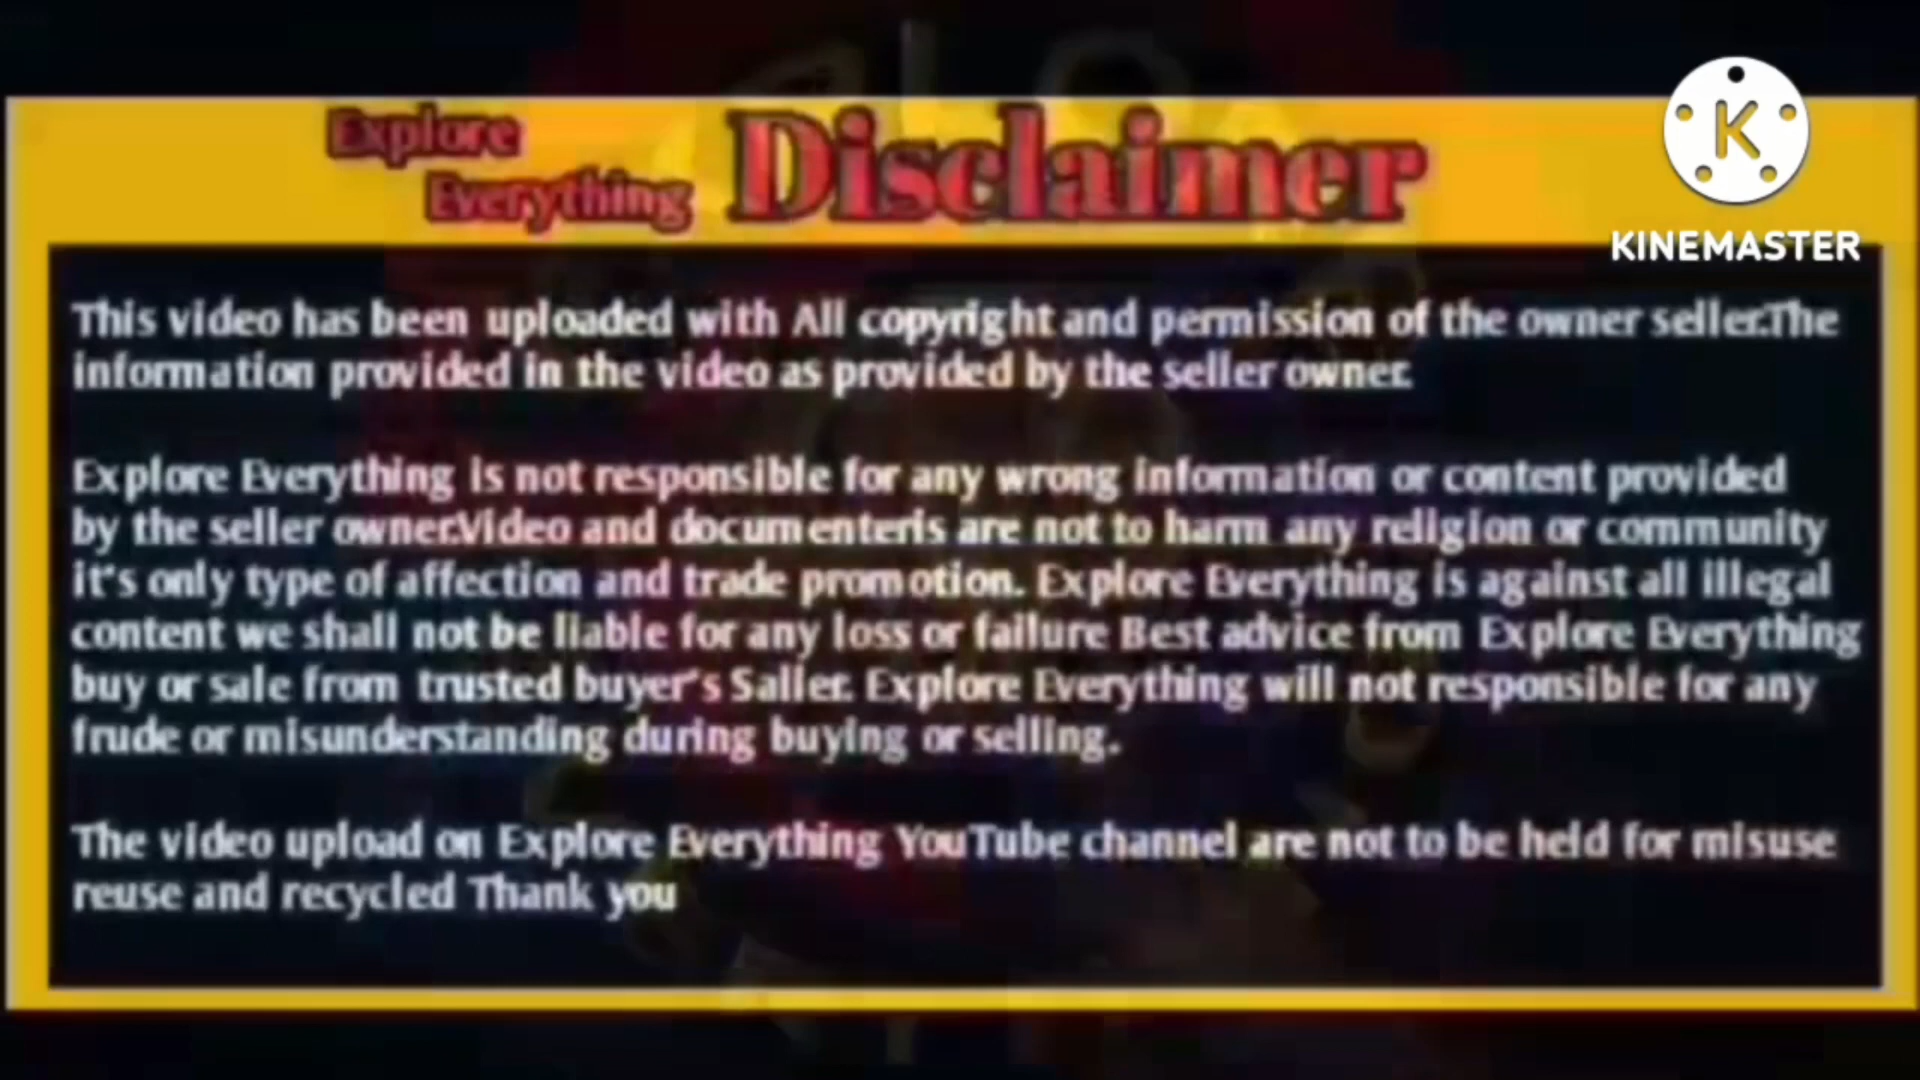 Explore
Everything
Disclaimer
K
KINEMASTER
This video has been uploaded with All copyright and permission of the owner seller.The
information provided in the video as provided by the seller owner.
Explore Everything is not responsible for any wrong information or content provided
by the seller owner.Video and documenteris are not to harm any religion or community
it's only type of affection and trade promotion. Explore Everything is against all illegal
content we shall not be liable for any loss or failure Best advice from Explore Everything
buy or sale from trusted buyer's Saller. Explore Everything will not responsible for any
frude or misunderstanding during buying or selling.
The video upload on Explore Everything YouTube channel are not to be held for misuse
reuse and recycled Thank you